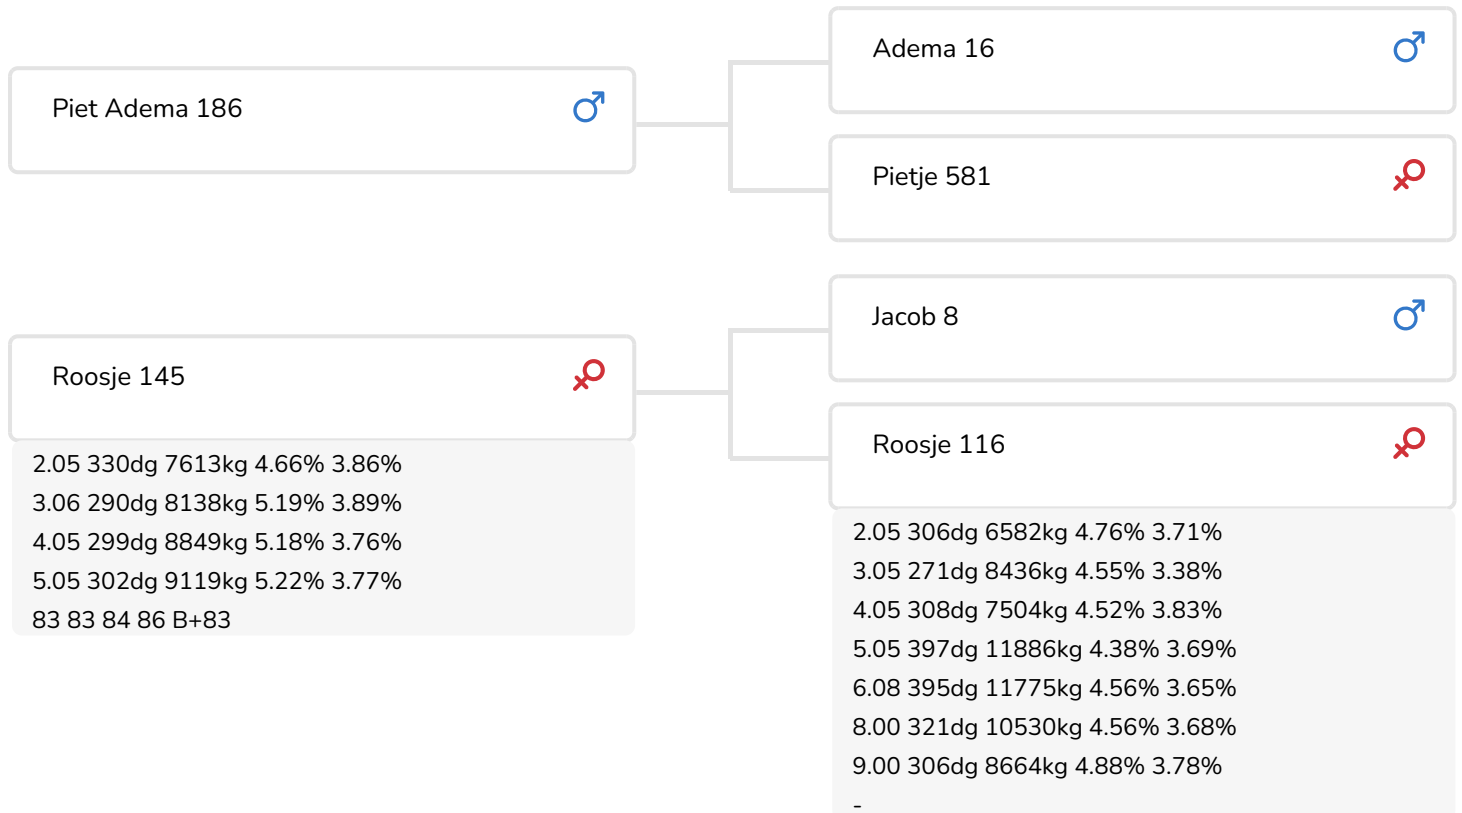 Piet Adema 186
Adema 16
Pietje 581
Roosje 145
2.05 330dg 7613kg 4.66% 3.86%
3.06 290dg 8138kg 5.19% 3.89%
4.05 299dg 8849kg 5.18% 3.76%
5.05 302dg 9119kg 5.22% 3.77%
83 83 84 86 B+83
Jacob 8
Roosje 116
2.05 306dg 6582kg 4.76% 3.71%
3.05 271dg 8436kg 4.55% 3.38%
4.05 308dg 7504kg 4.52% 3.83%
5.05 397dg 11886kg 4.38% 3.69%
6.08 395dg 11775kg 4.56% 3.65%
8.00 321dg 10530kg 4.56% 3.68%
9.00 306dg 8664kg 4.88% 3.78%
-